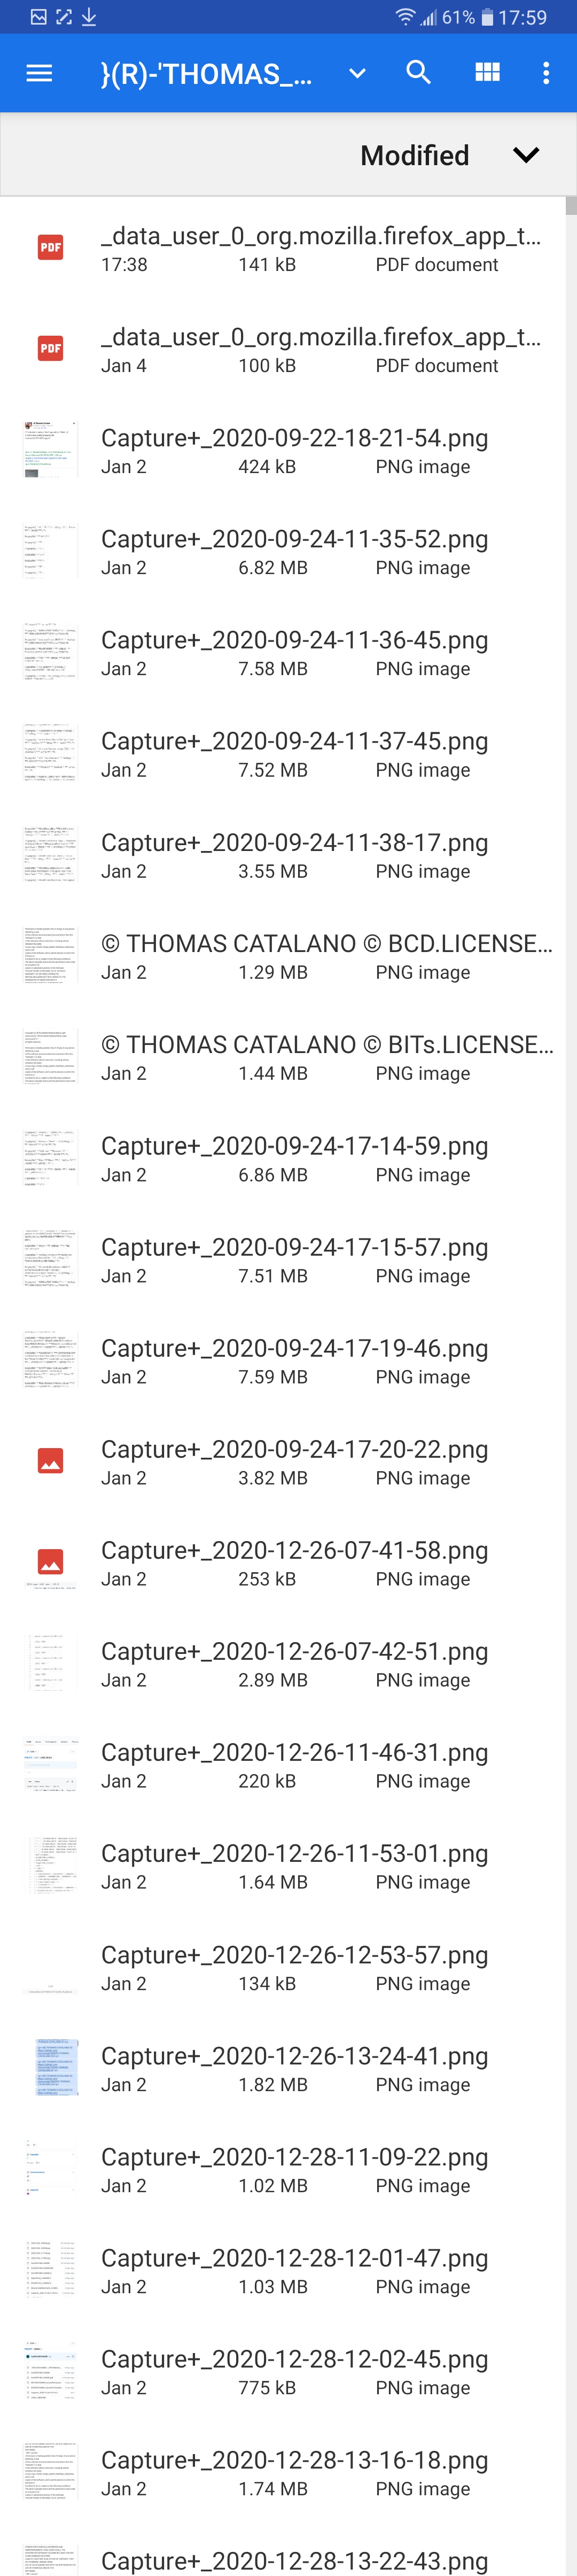 61% 17:59
}(R)-'THOMAS_...
Modified
_data_user_0_org.mozilla.firefox_app_t...
17:38 141 kB PDF document
_data_user_0_org.mozilla.firefox_app_t...
Jan 4 100 kB PDF document
Capture+_2020-09-22-18-21-54.png
Jan 2 424 kB PNG image
Capture+_2020-09-24-11-35-52.png
Jan 2 6.82 MB PNG image
Capture+_2020-09-24-11-36-45.png
Jan 2 7.58 MB PNG image
Capture+_2020-09-24-11-37-45.png
Jan 2 7.52 MB PNG image
Capture+_2020-09-24-11-38-17.png
Jan 2 3.55 MB PNG image
© THOMAS CATALANO © BCD.LICENSE...
Jan 2 1.29 MB PNG image
© THOMAS CATALANO © BITs.LICENSE...
Jan 2 1.44 MB PNG image
Capture+_2020-09-24-17-14-59.png
Jan 2 6.86 MB PNG image
Capture+_2020-09-24-17-15-57.png
Jan 2 7.51 MB PNG image
Capture+_2020-09-24-17-19-46.png
Jan 2 7.59 MB PNG image
Capture+_2020-09-24-17-20-22.png
Jan 2 3.82 MB PNG image
Capture+_2020-12-26-07-41-58.png
Jan 2 253 kB PNG image
Capture+_2020-12-26-07-42-51.png
Jan 2 2.89 MB PNG image
Capture+_2020-12-26-11-46-31.png
Jan 2 220 kB PNG image
Capture+_2020-12-26-11-53-01.png
Jan 2 1.64 MB PNG image
Capture+_2020-12-26-12-53-57.png
Jan 2 134 kB PNG image
Capture+_2020-12-26-13-24-41.png
Jan 2 1.82 MB PNG image
Capture+_2020-12-28-11-09-22.png
Jan 2 1.02 MB PNG image
Capture+_2020-12-28-12-01-47.png
Jan 2 1.03 MB PNG image
Capture+_2020-12-28-12-02-45.png
Jan 2 775 kB PNG image
Capture+_2020-12-28-13-16-18.png
Jan 2 1.74 MB PNG image
Capture+_2020-12-28-13-22-43.png